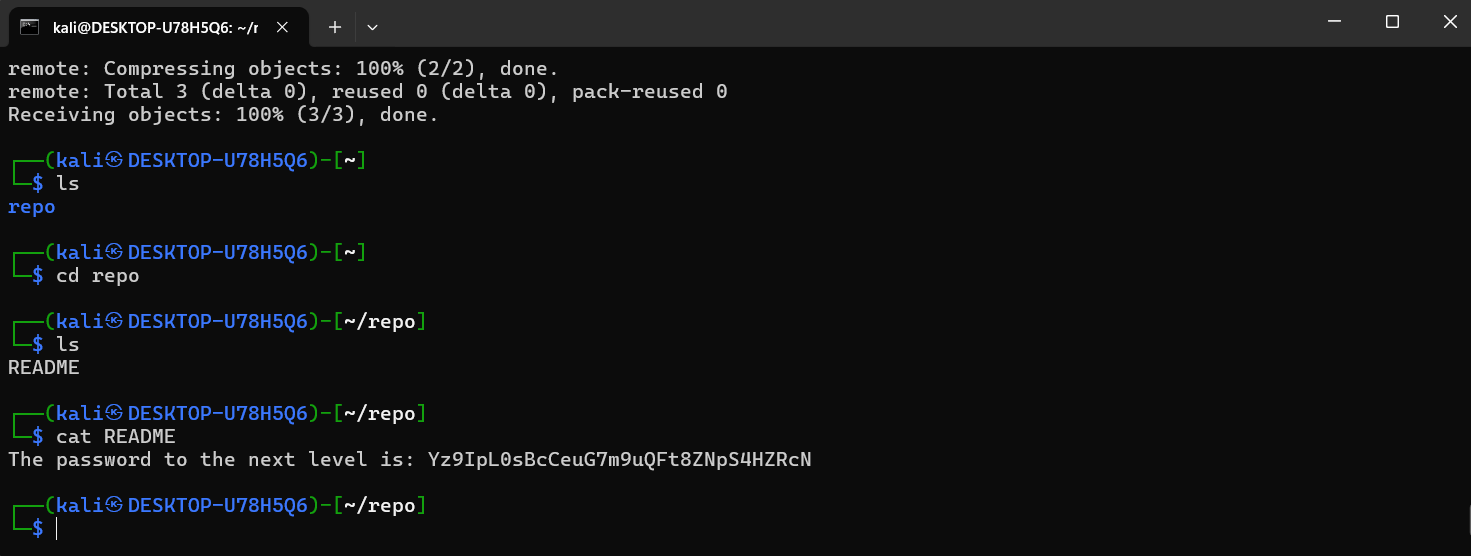 kali@DESKTOP-U78H5Q6: ~/r
remote: Compressing objects: 100% (2/2), done.
remote: Total 3 (delta 0), reused 0 (delta 0), pack-reused 0
Receiving objects: 100% (3/3), done.
┌──(kali㉿DESKTOP-U78H5Q6)-[~]
└─$ ls
repo
┌──(kali㉿DESKTOP-U78H5Q6)-[~]
└─$ cd repo
┌──(kali㉿DESKTOP-U78H5Q6)-[~/repo]
└─$ ls
README
┌──(kali㉿DESKTOP-U78H5Q6)-[~/repo]
└─$ cat README
The password to the next level is: Yz9IpL0sBcCeuG7m9uQFt8ZNpS4HZRcN
┌──(kali㉿DESKTOP-U78H5Q6)-[~/repo]
└─$